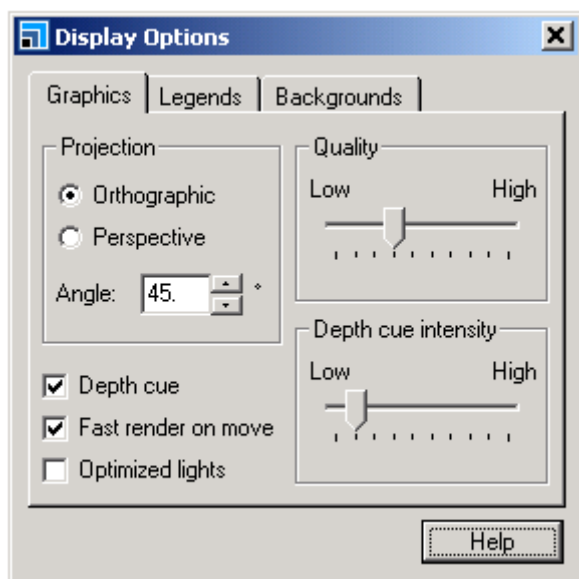 Display Options
Graphics Legends Backgrounds
Projection
Orthographic
Perspective
Angle: 45. °
Depth cue
Fast render on move
Optimized lights
Quality
Low High
Depth cue intensity
Low High
Help